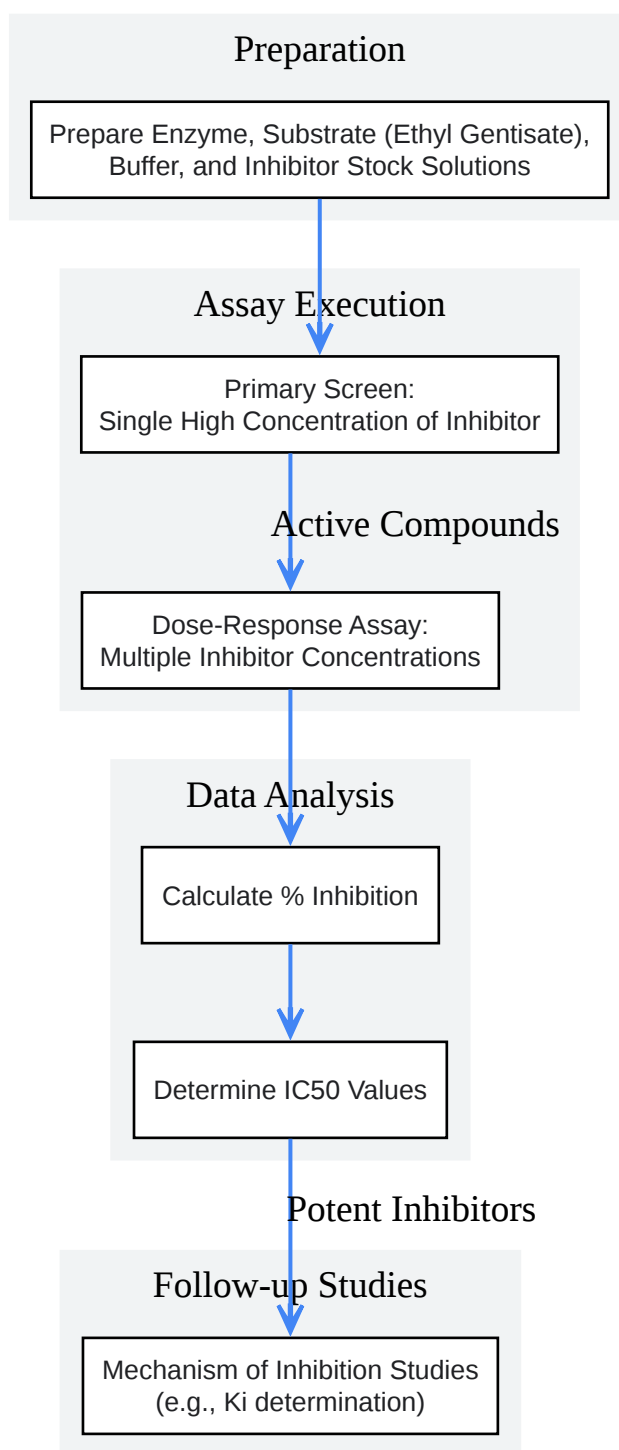 Preparation
Prepare Enzyme, Substrate (Ethyl Gentisate),
Buffer, and Inhibitor Stock Solutions
Assay Execution
Primary Screen:
Single High Concentration of Inhibitor
Active Compounds
Dose-Response Assay:
Multiple Inhibitor Concentrations
Data Analysis
Calculate % Inhibition
Determine IC50 Values
Potent Inhibitors
Follow-up Studies
Mechanism of Inhibition Studies
(e.g., Ki determination)